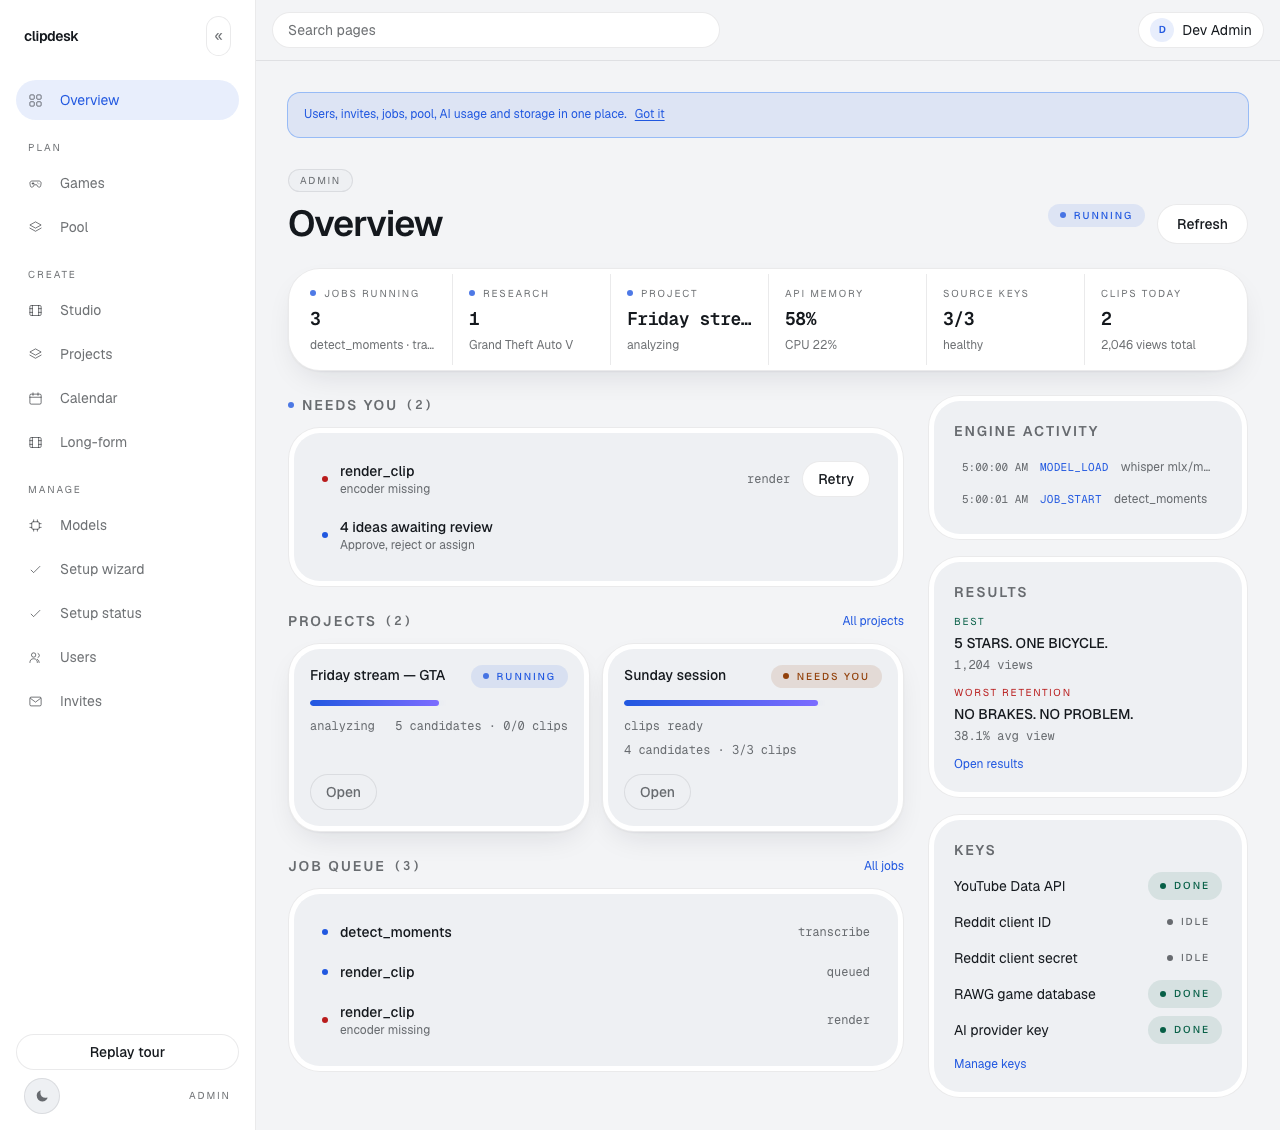 clipdesk
«
Search pages
D
Dev Admin
Overview
PLAN
Games
Pool
CREATE
Studio
Projects
Calendar
Long-form
MANAGE
Models
Setup wizard
Setup status
Users
Invites
Replay tour
ADMIN
Users, invites, jobs, pool, AI usage and storage in one place. Got it
ADMIN
Overview
RUNNING
Refresh
JOBS RUNNING
3
detect_moments · tra…
RESEARCH
1
Grand Theft Auto V
PROJECT
Friday stre…
analyzing
API MEMORY
58%
CPU 22%
SOURCE KEYS
3/3
healthy
CLIPS TODAY
2
2,046 views total
NEEDS YOU (2)
render_clip
encoder missing
render
Retry
4 ideas awaiting review
Approve, reject or assign
PROJECTS (2)
All projects
Friday stream — GTA
RUNNING
analyzing 5 candidates · 0/0 clips
Open
Sunday session
NEEDS YOU
clips ready
4 candidates · 3/3 clips
Open
JOB QUEUE (3)
All jobs
detect_moments
transcribe
render_clip
queued
render_clip
encoder missing
render
ENGINE ACTIVITY
5:00:00 AM MODEL_LOAD whisper mlx/m…
5:00:01 AM JOB_START detect_moments
RESULTS
BEST
5 STARS. ONE BICYCLE.
1,204 views
WORST RETENTION
NO BRAKES. NO PROBLEM.
38.1% avg view
Open results
KEYS
YouTube Data API DONE
Reddit client ID IDLE
Reddit client secret IDLE
RAWG game database DONE
AI provider key DONE
Manage keys